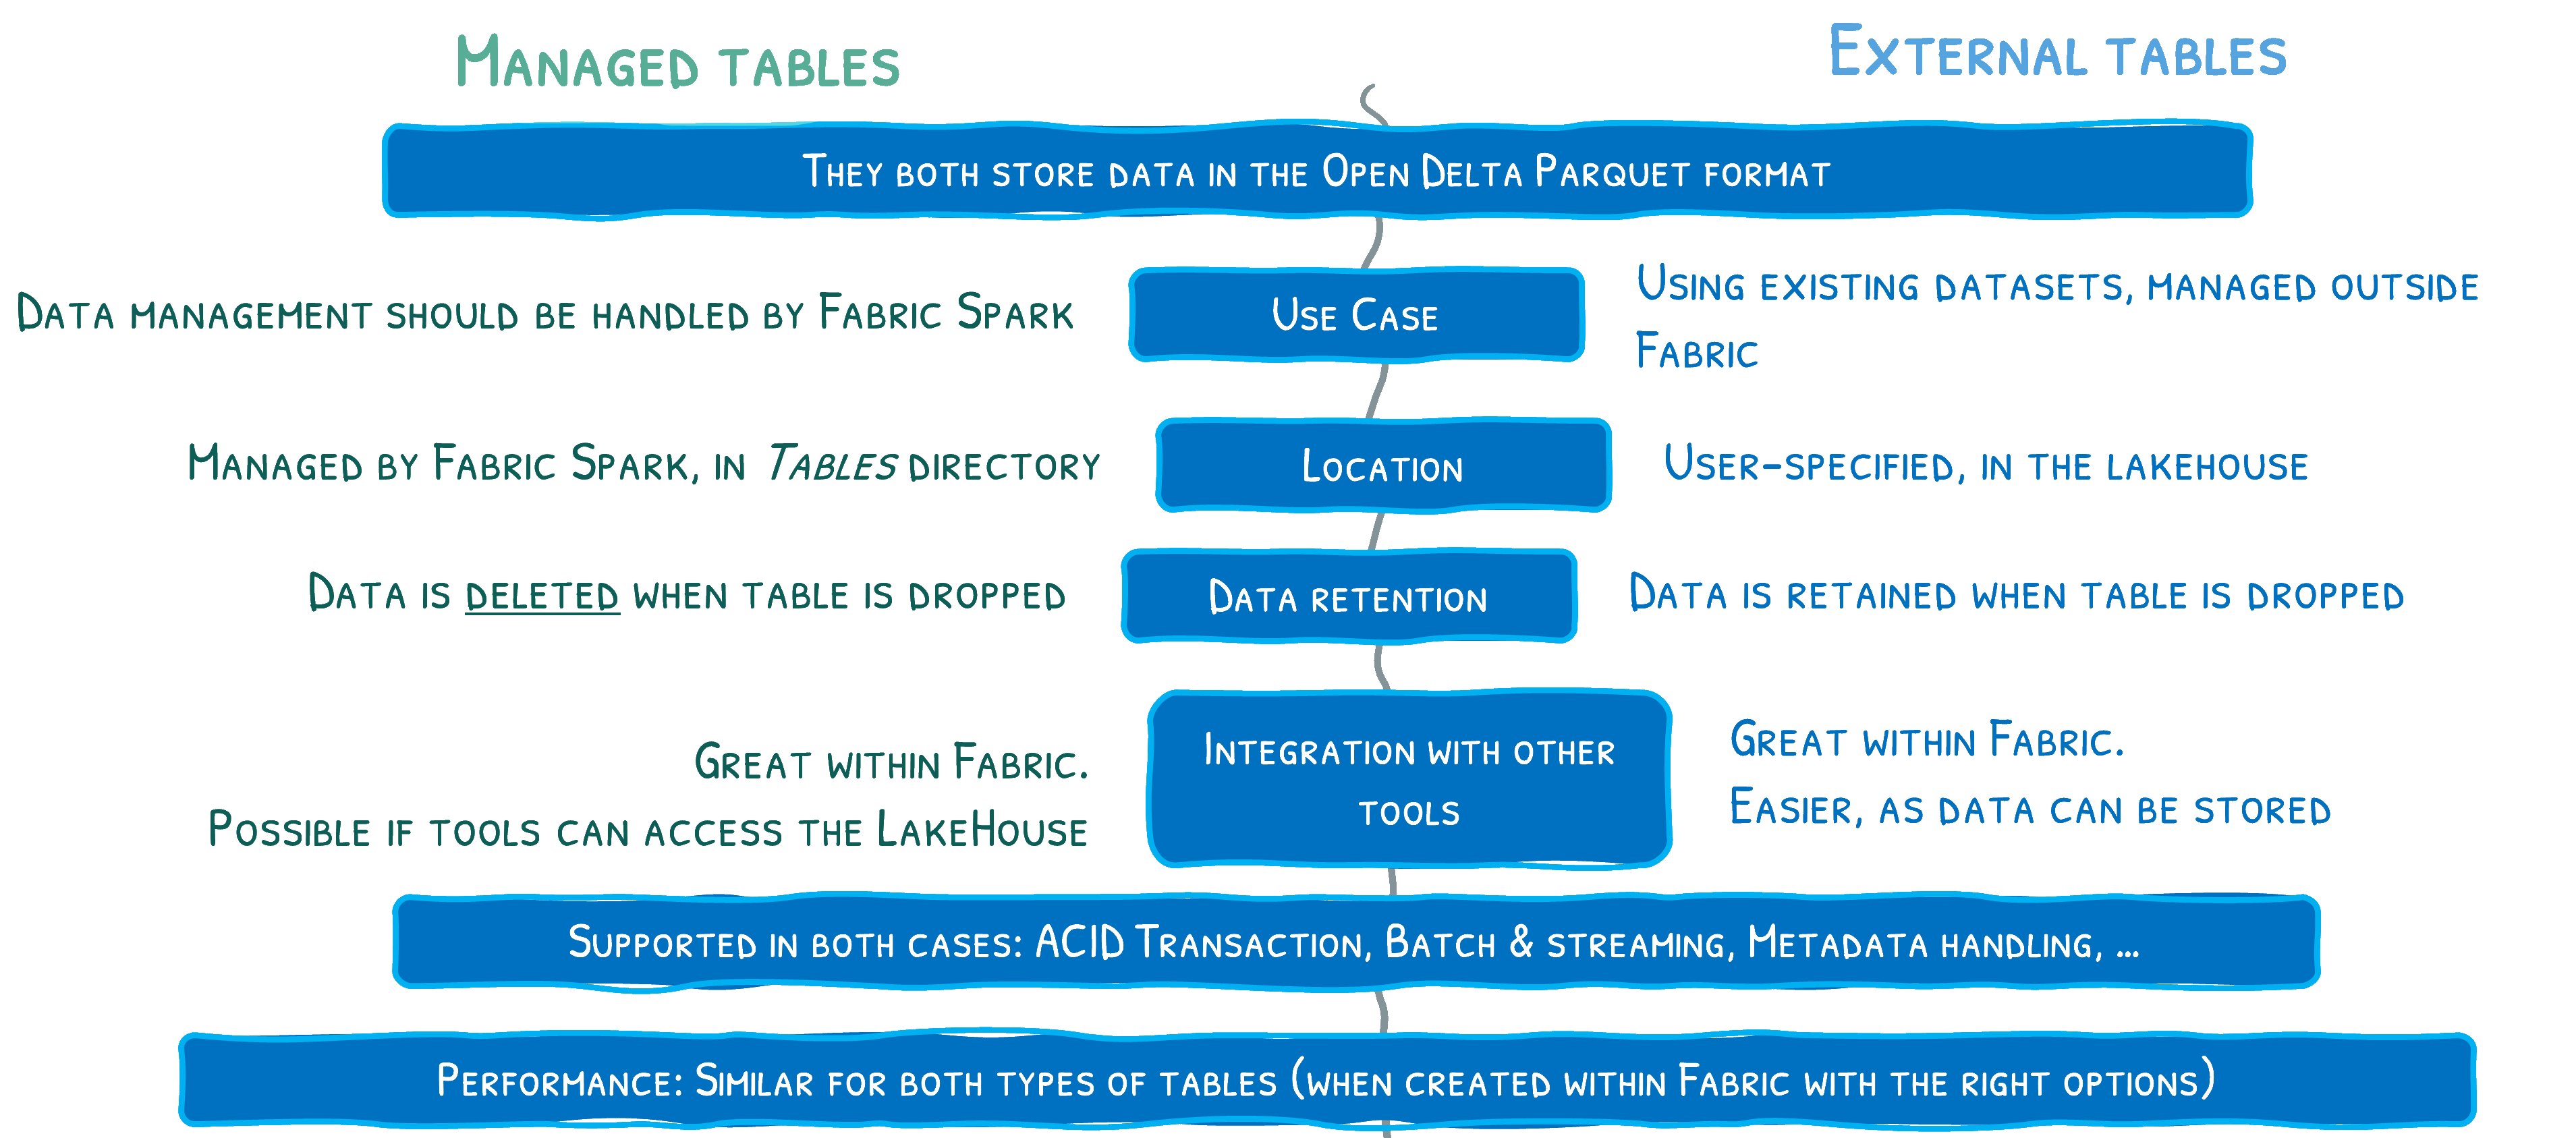 Managed tables
External tables
They both store data in the Open Delta Parquet format
Data management should be handled by Fabric Spark
Use Case
Using existing datasets, managed outside
Fabric
Managed by Fabric Spark, in Tables directory
Location
User-specified, in the lakehouse
Data is deleted when table is dropped
Data retention
Data is retained when table is dropped
Great within Fabric.
Possible if tools can access the LakeHouse
Integration with other
tools
Great within Fabric.
Easier, as data can be stored
Supported in both cases: ACID Transaction, Batch & streaming, Metadata handling, ...
Performance: Similar for both types of tables (when created within Fabric with the right options)